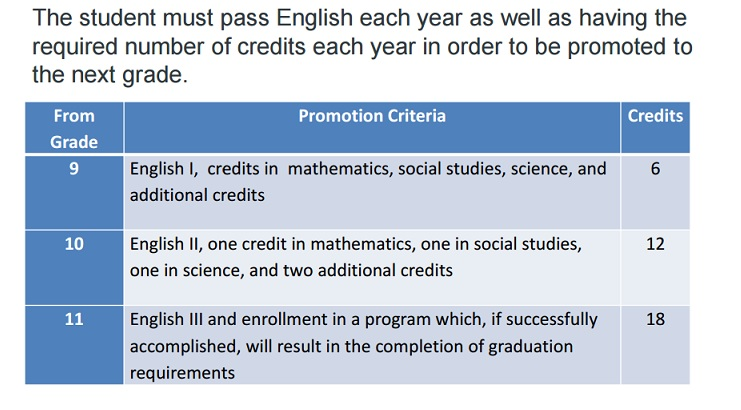 The student must pass English each year as well as having the
required number of credits each year in order to be promoted to
the next grade.
From
Grade
Promotion Criteria
Credits
9
English I, credits in mathematics, social studies, science, and
additional credits
6
10
English II, one credit in mathematics, one in social studies,
one in science, and two additional credits
12
11
English III and enrollment in a program which, if successfully
accomplished, will result in the completion of graduation
requirements
18